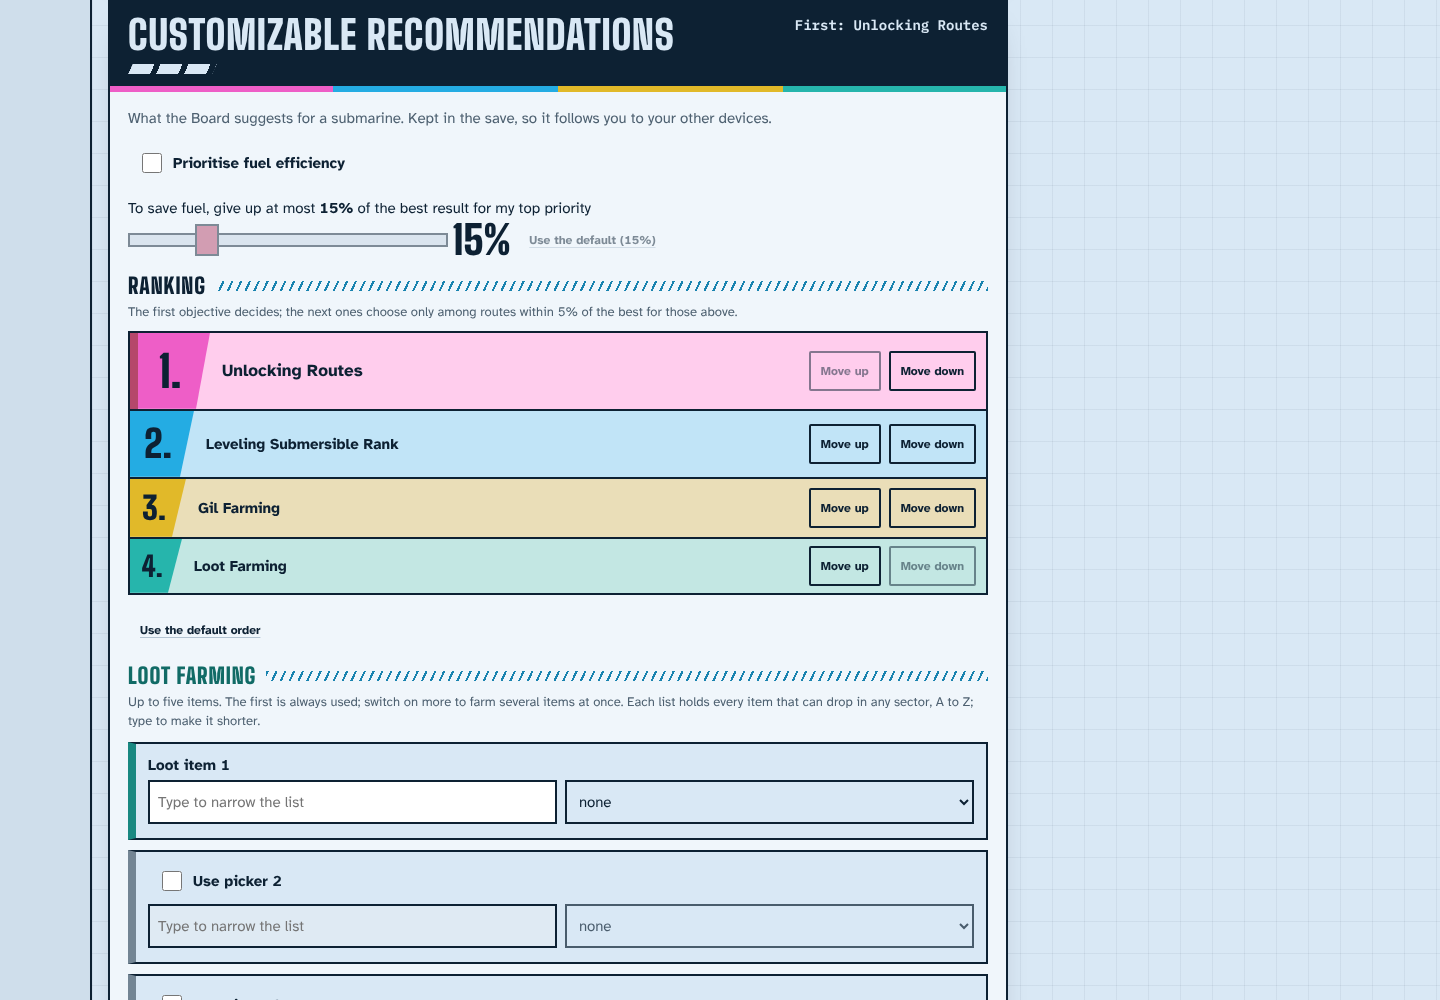 CUSTOMIZABLE RECOMMENDATIONS
First: Unlocking Routes
What the Board suggests for a submarine. Kept in the save, so it follows you to your other devices.
Prioritise fuel efficiency
To save fuel, give up at most 15% of the best result for my top priority
15%
Use the default (15%)
RANKING
The first objective decides; the next ones choose only among routes within 5% of the best for those above.
1. Unlocking Routes Move up Move down
2. Leveling Submersible Rank Move up Move down
3. Gil Farming Move up Move down
4. Loot Farming Move up Move down
Use the default order
LOOT FARMING
Up to five items. The first is always used; switch on more to farm several items at once. Each list holds every item that can drop in any sector, A to Z;
type to make it shorter.
Loot item 1
Type to narrow the list none
Use picker 2
Type to narrow the list none